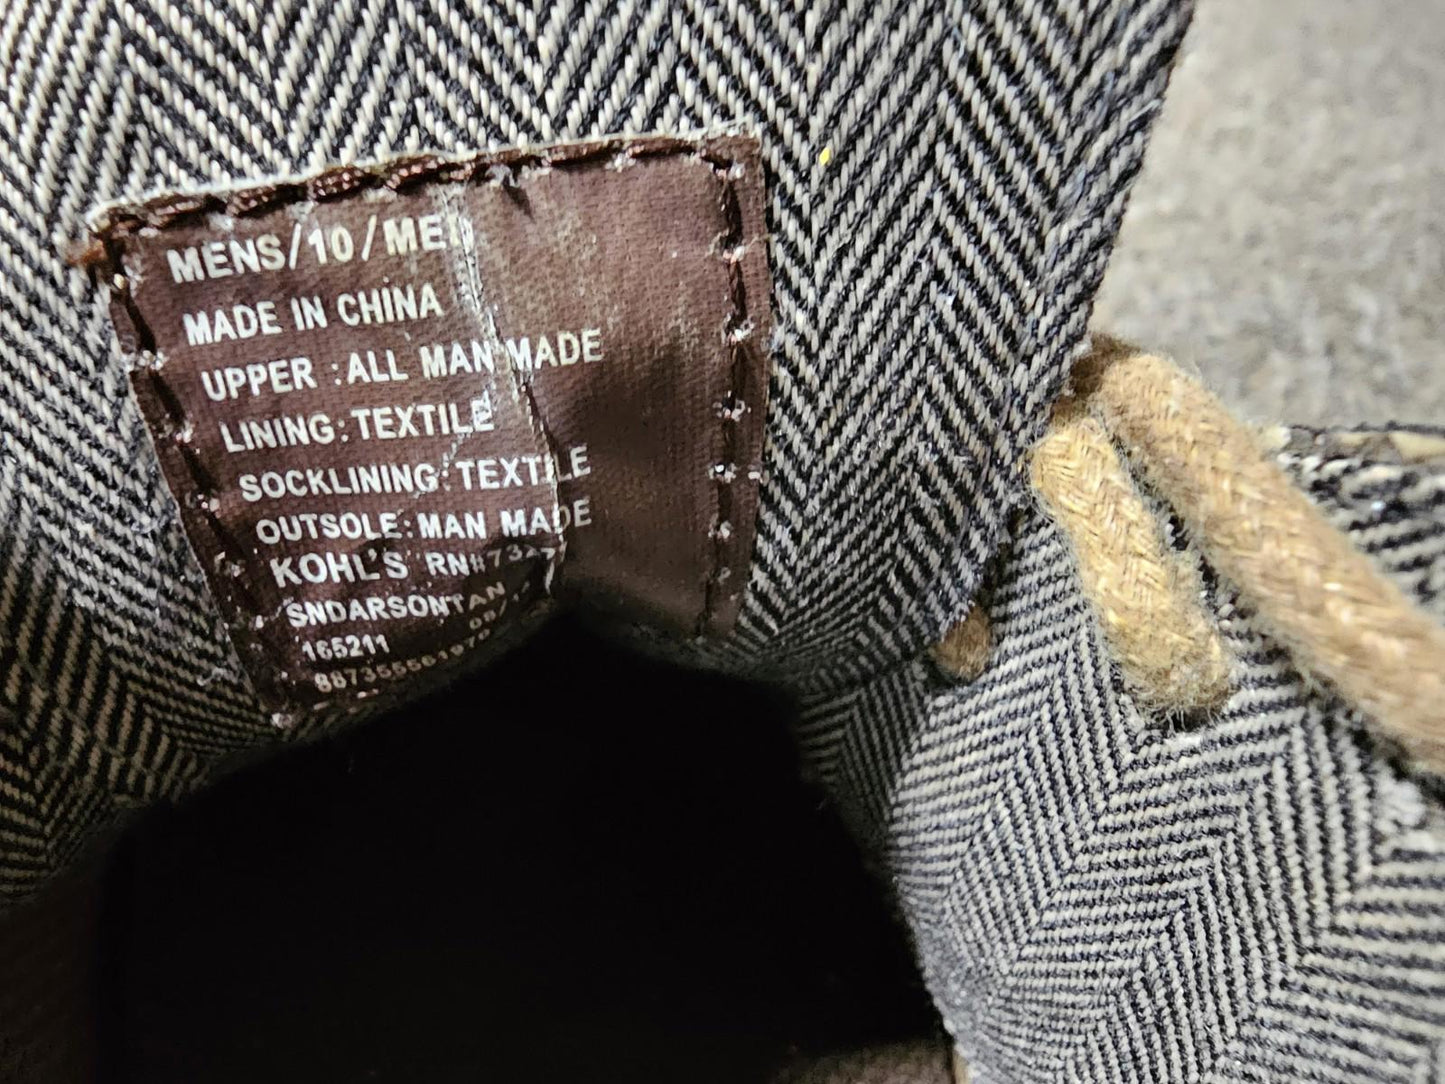 MENS/10/MED
MADE IN CHINA
UPPER :ALL MAN MADE
LINING: TEXTILE
SOCKLINING: TEXTILE
OUTSOLE: MAN MADE
KOHL'S
SNDARSONTAN
165211